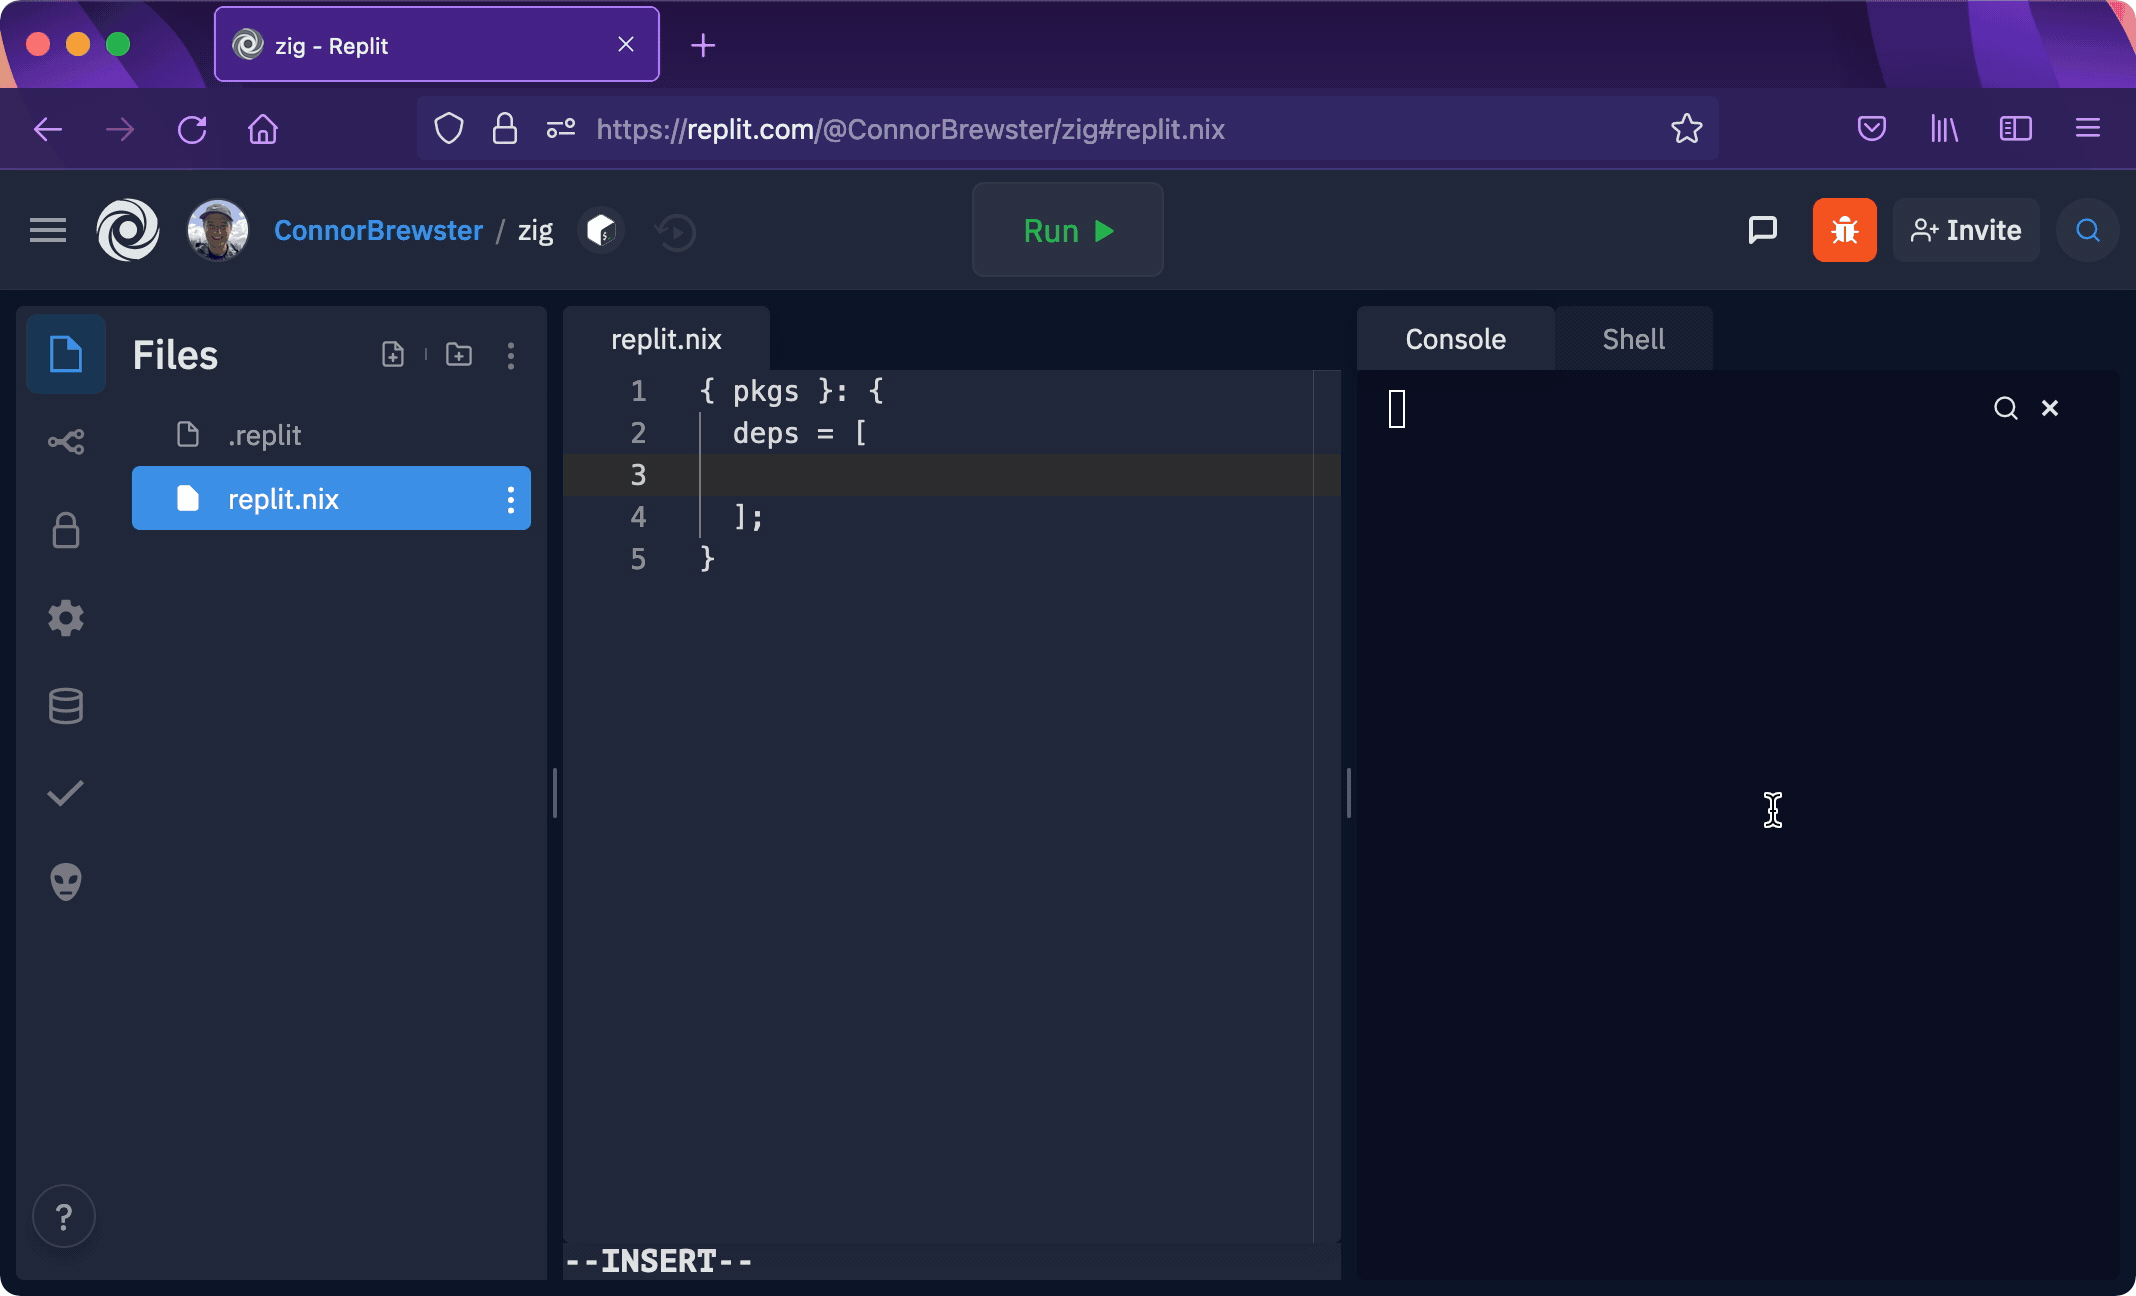 zig - Replit
https://replit.com/@ConnorBrewster/zig#replit.nix
ConnorBrewster / zig
Run
Invite
Files
.replit
replit.nix
replit.nix
1 { pkgs }: {
2 deps = [
3
4 ];
5 }
--INSERT--
Console
Shell
?